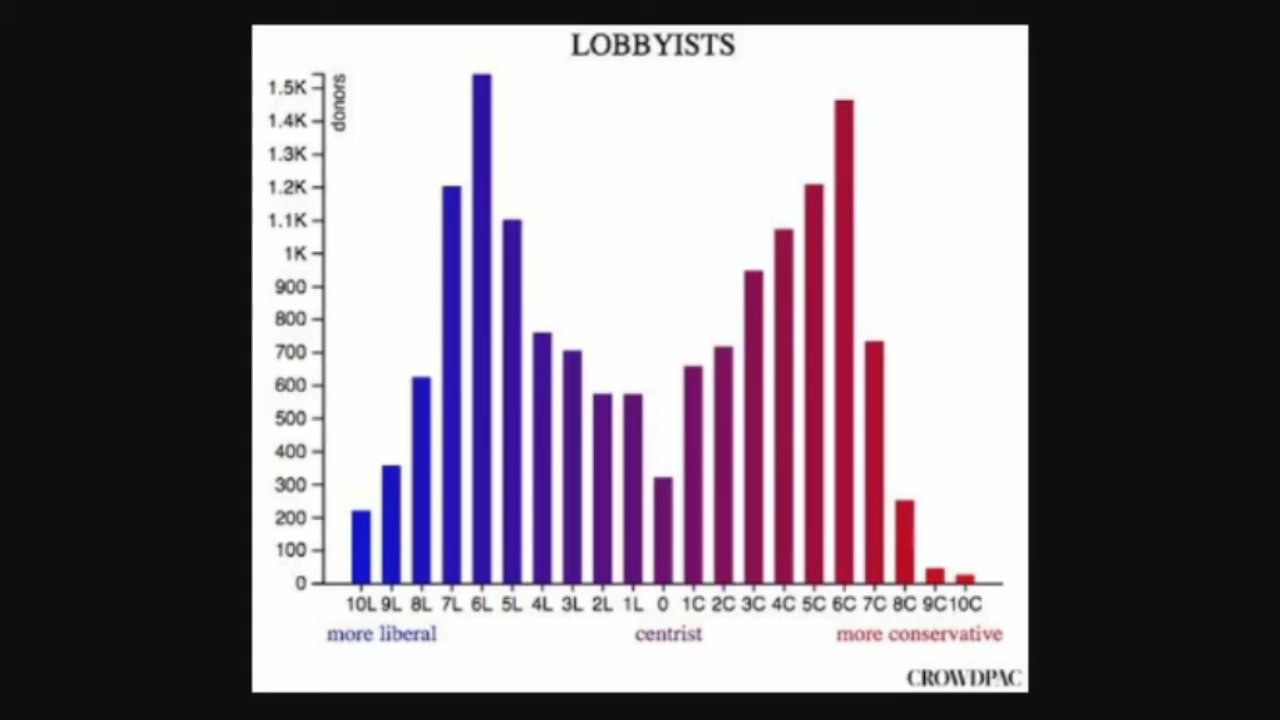 LOBBYISTS
donors
1.5K
1.4K
1.3K
1.2K
1.1K
1K
900
800
700
600
500
400
300
200
100
0
10L 9L 8L 7L 6L 5L 4L 3L 2L 1L 0 1C 2C 3C 4C 5C 6C 7C 8C 9C 10C
more liberal centrist more conservative
CROWDPAC